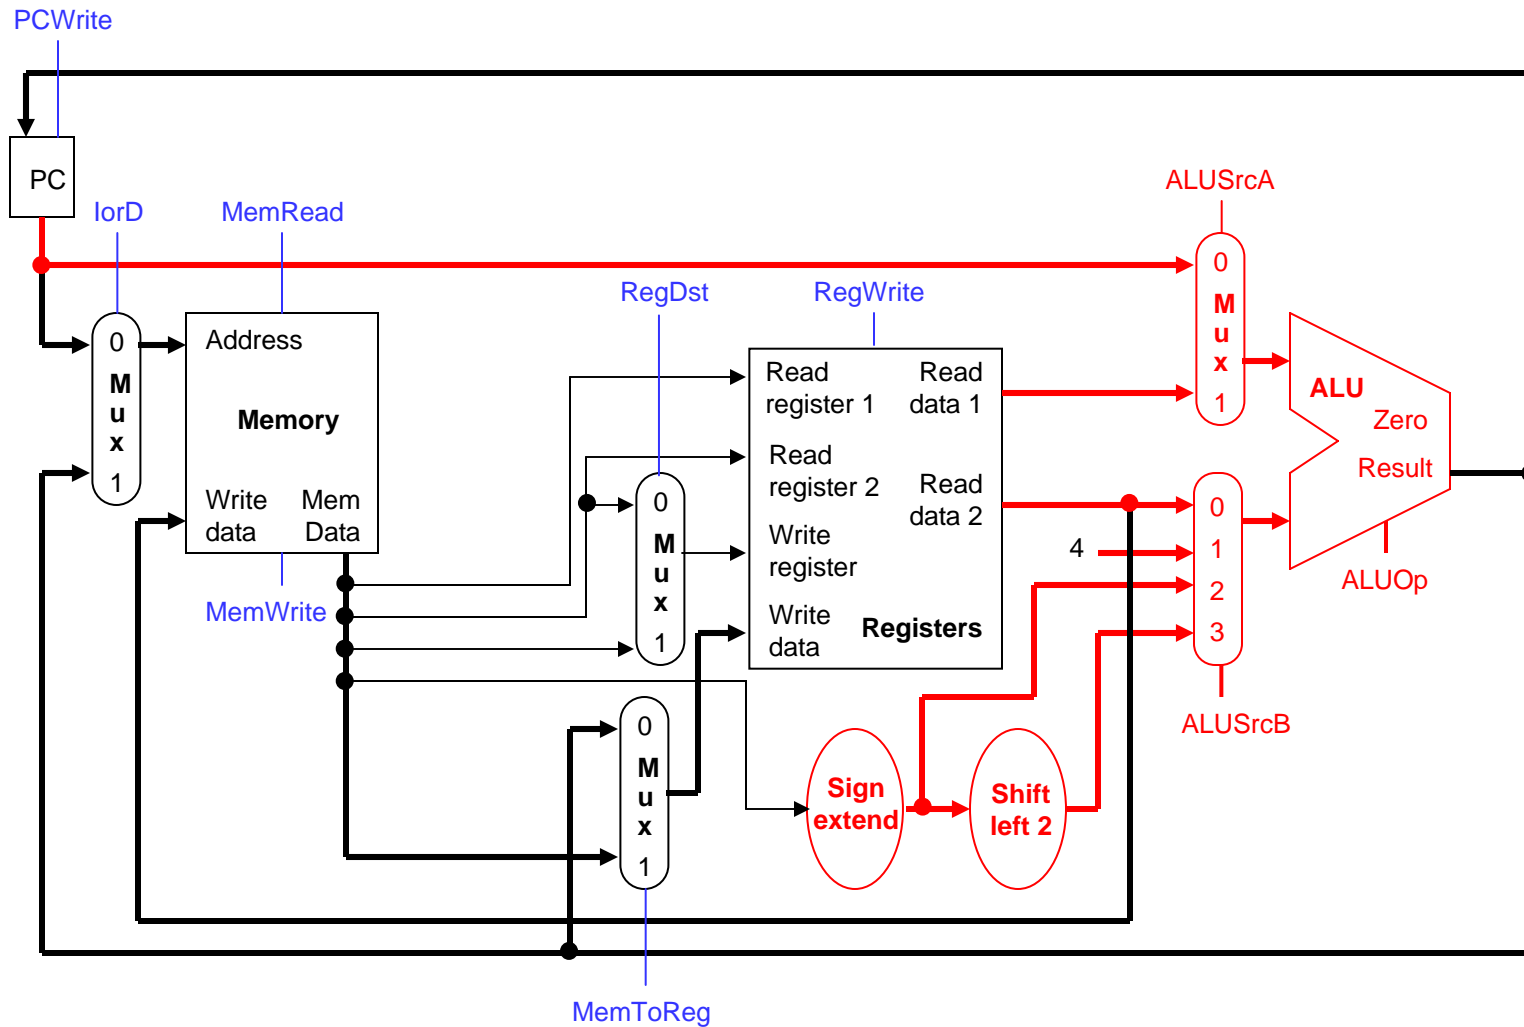 PCWrite
PC
IorD
MemRead
ALUSrcA
RegDst
RegWrite
0
M
u
x
1
Address
Memory
Write
data
Mem
Data
MemWrite
0
M
u
x
1
Read
register 1
Read
data 1
Read
register 2
Read
data 2
Write
register
Write
data
Registers
0
M
u
x
1
ALU
Zero
Result
4
0
1
2
3
ALUOp
ALUSrcB
0
M
u
x
1
Sign
extend
Shift
left 2
MemToReg